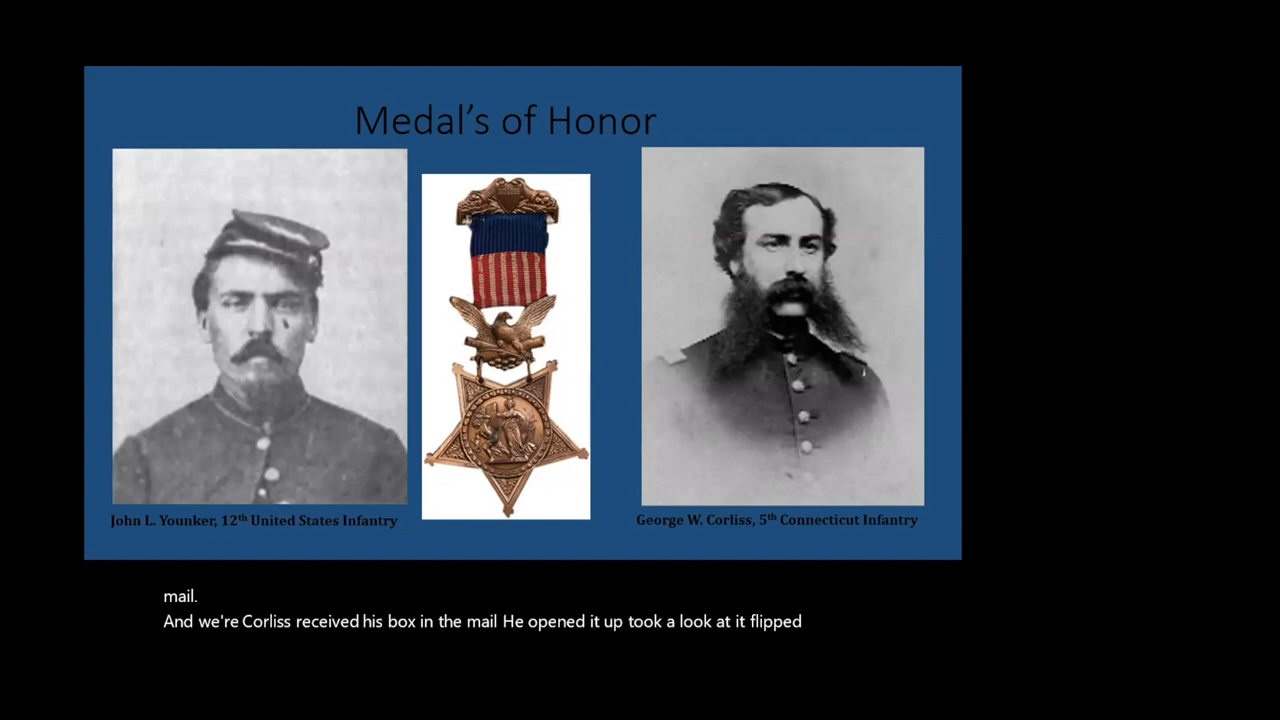 Medal’s of Honor
John L. Younker, 12th United States Infantry
George W. Corliss, 5th Connecticut Infantry
mail.
And we're Corliss received his box in the mail He opened it up took a look at it flipped